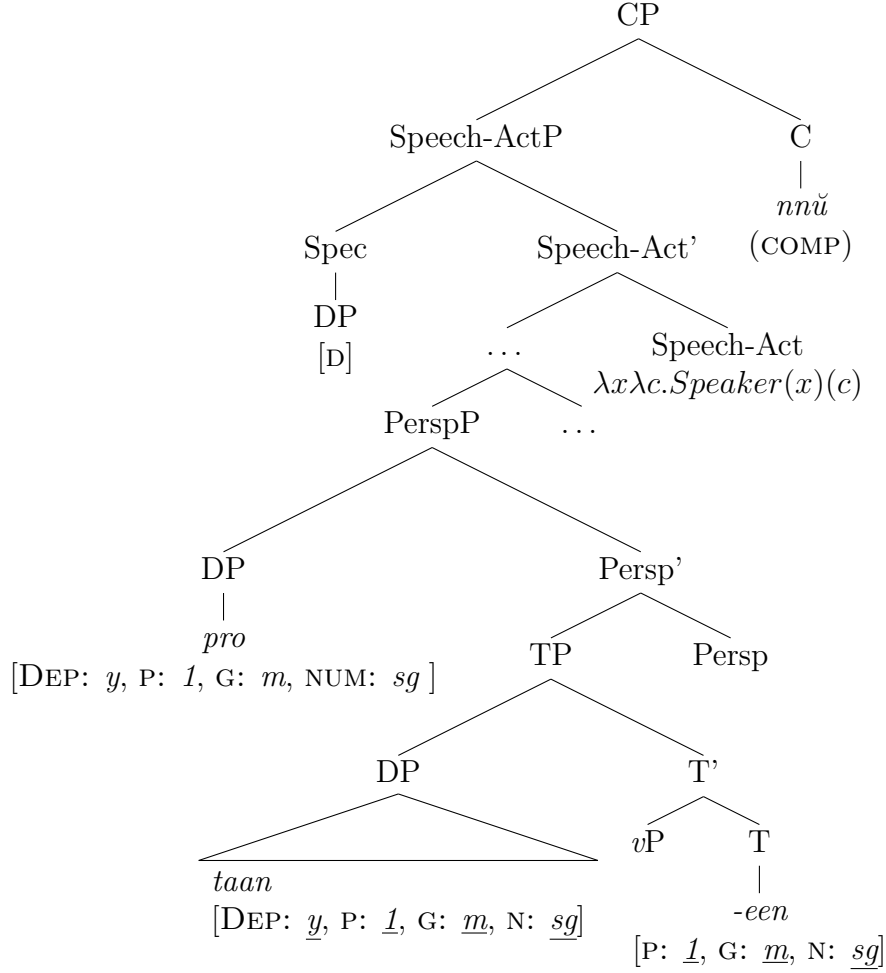 CP
Speech-ActP C
nnŭ
Spec Speech-Act’ (COMP)
DP
[D] … Speech-Act
λxλc.Speaker(x)(c)
PerspP …
DP Persp’
pro
TP Persp
[DEP: y, P: 1, G: m, NUM: sg ]
DP T’
vP T
taan
-een
[DEP: y, P: 1, G: m, N: sg]
[P: 1, G: m, N: sg]